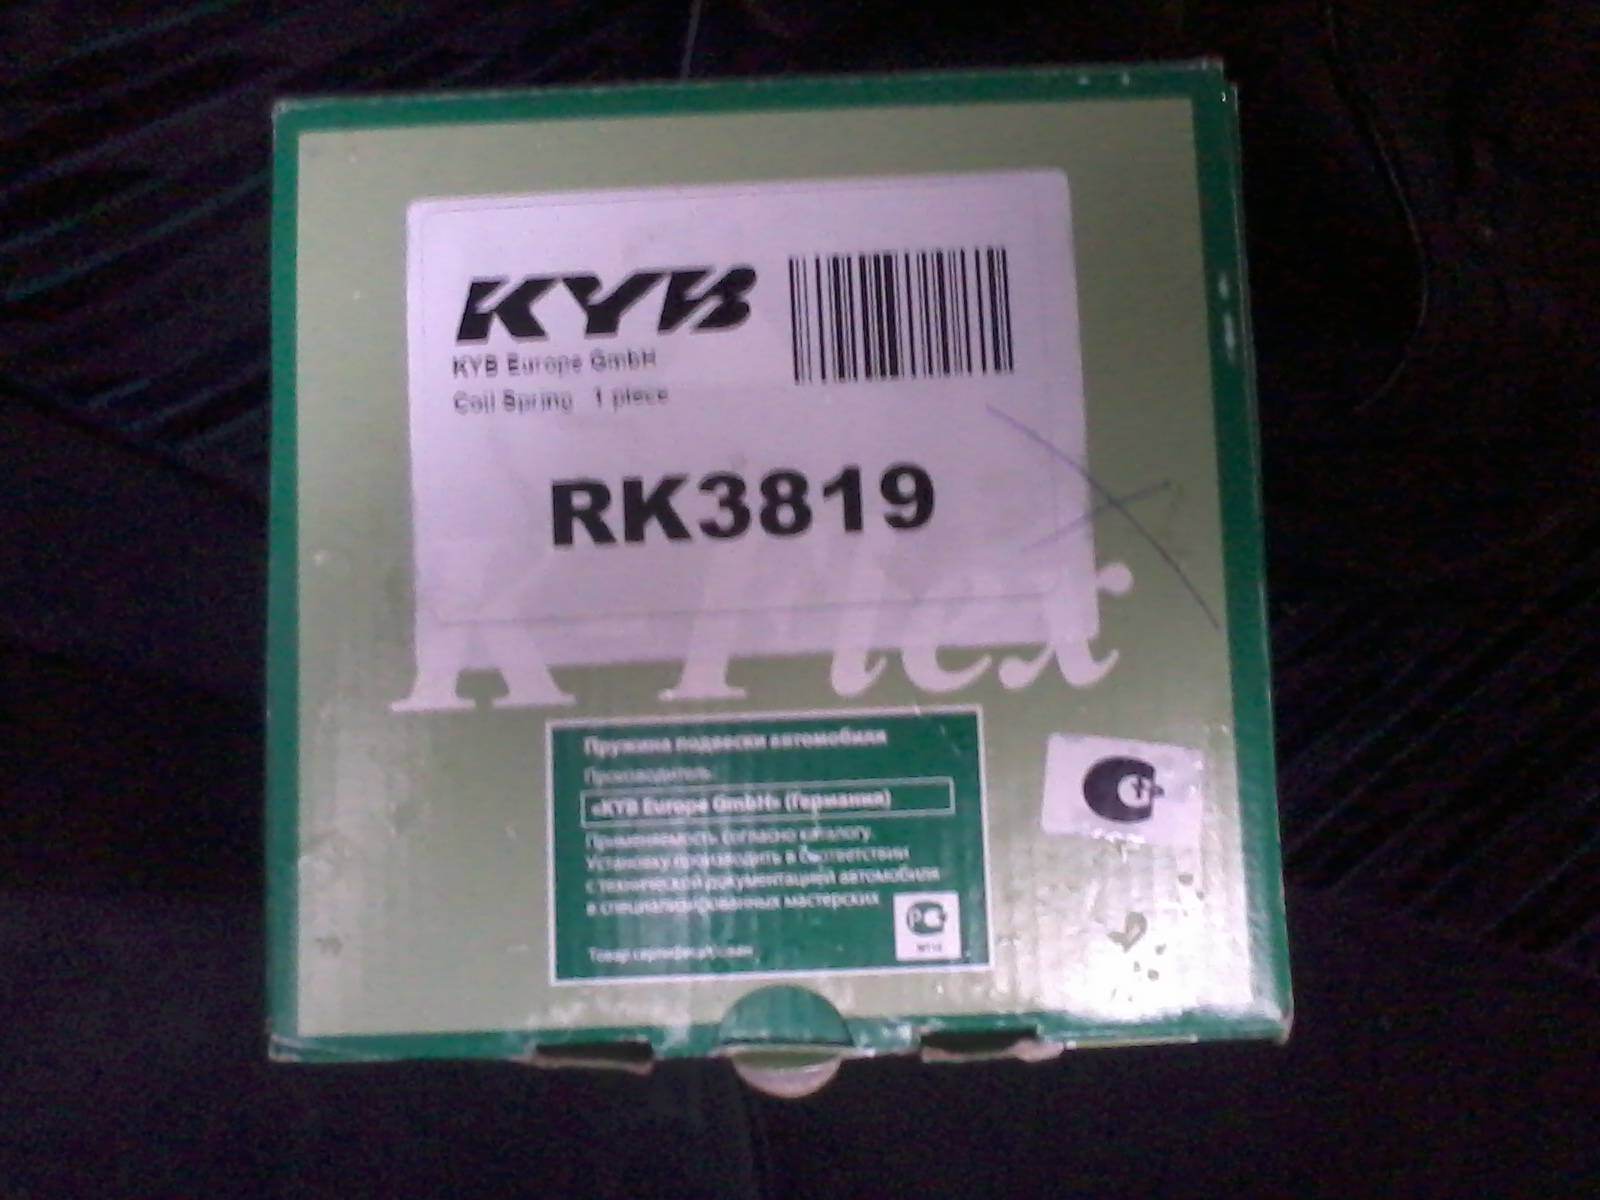 KYB
KYB Europe GmbH
Coil Spring 1 piece
RK3819
K Flex
Пружина подвески автомобиля
Производитель:
«KYB Europe GmbH» (Германия)
Применяемость согласно каталогу.
Установку производить в соответствии
с технической документацией автомобиля
в специализированных мастерских
Товар сертифицирован